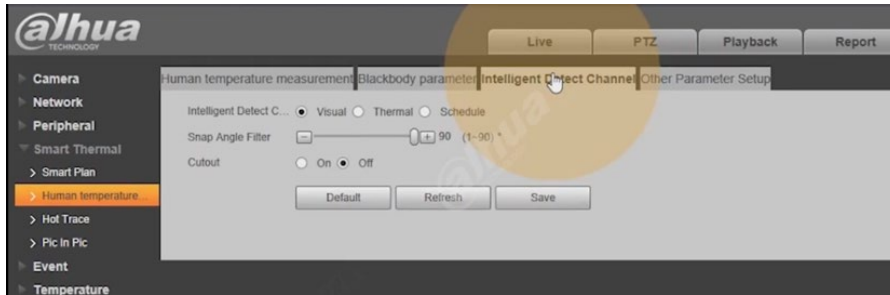 alhua
TECHNOLOGY
Live PTZ Playback Report
Camera
Network
Peripheral
Smart Thermal
Smart Plan
Human temperature...
Hot Trace
Pic In Pic
Event
Temperature
Human temperature measurement Blackbody parameter Intelligent Detect Channel Other Parameter Setup
Intelligent Detect C... Visual Thermal Schedule
Snap Angle Filter 90 (1~90) *
Cutout On Off
Default Refresh Save
alhua